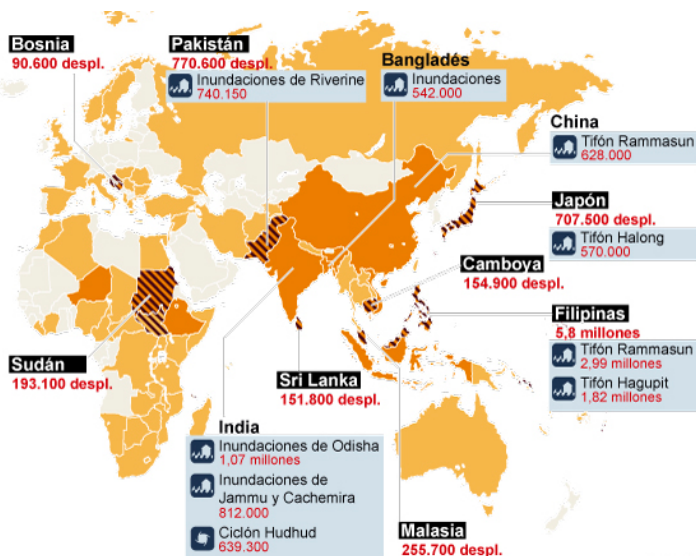 Bosnia
90.600 despl.
Pakistán
770.600 despl.
Inundaciones de Riverine
740.150
Bangladés
Inundaciones
542.000
China
Tifón Rammasun
628.000
Japón
707.500 despl.
Tifón Halong
570.000
Camboya
154.900 despl.
Filipinas
5,8 millones
Tifón Rammasun
2,99 millones
Tifón Hagupit
1,82 millones
Sudán
193.100 despl.
Sri Lanka
151.800 despl.
India
Inundaciones de Odisha
1,07 millones
Inundaciones de
Jammu y Cachemira
812.000
Ciclón Hudhud
639.300
Malasia
255.700 despl.